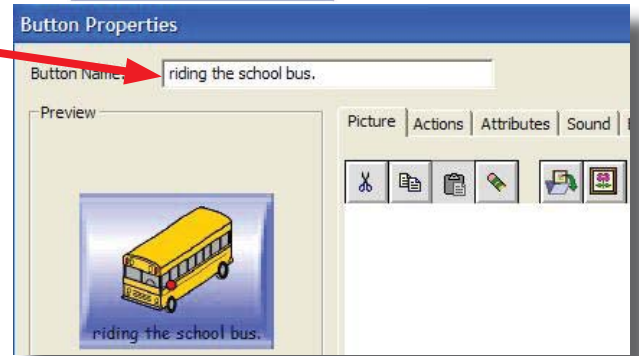 Button Properties
Button Name: riding the school bus.
Preview
Picture Actions Attributes Sound
riding the school bus.